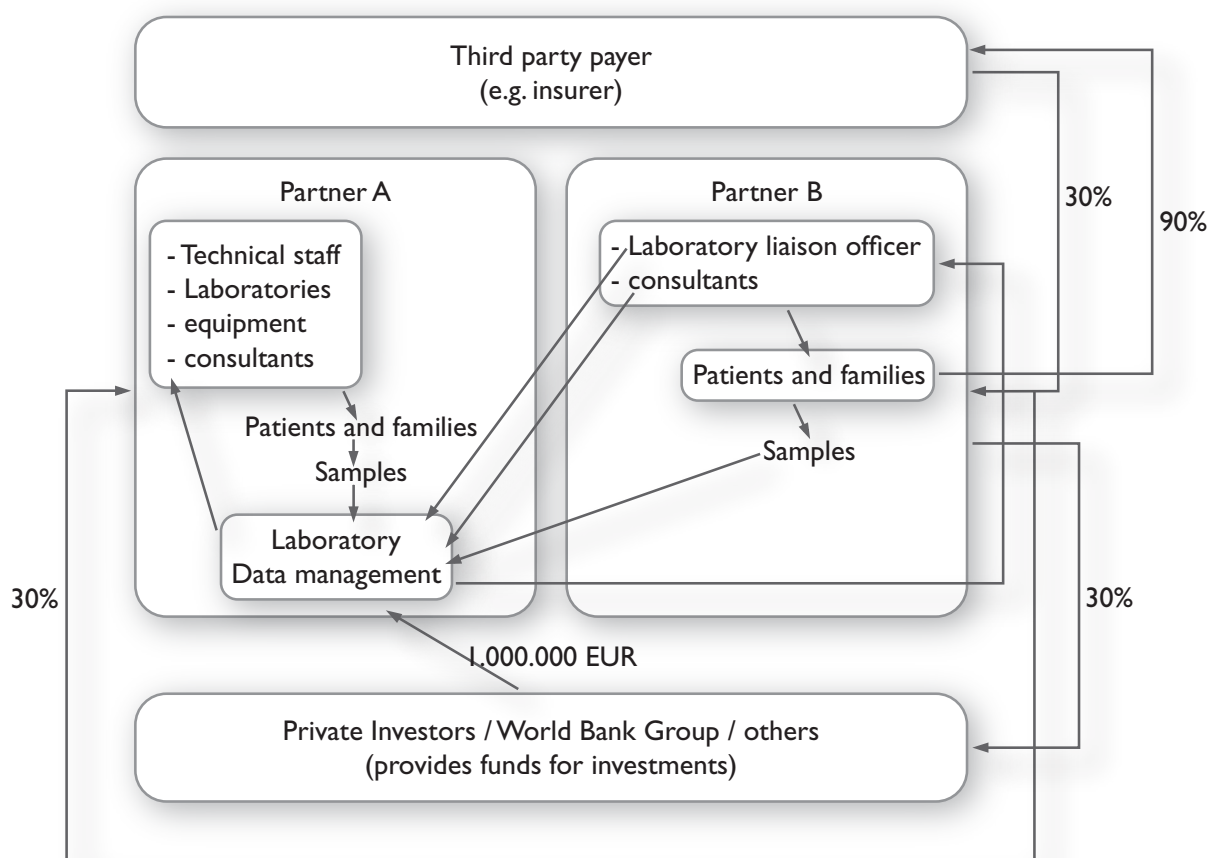 Third party payer
(e.g. insurer)
Partner A
- Technical staff
- Laboratories
- equipment
- consultants
Patients and families
Samples
Laboratory
Data management
Partner B
- Laboratory liaison officer
- consultants
Patients and families
Samples
30%
90%
30%
30%
1.000.000 EUR
Private Investors / World Bank Group / others
(provides funds for investments)